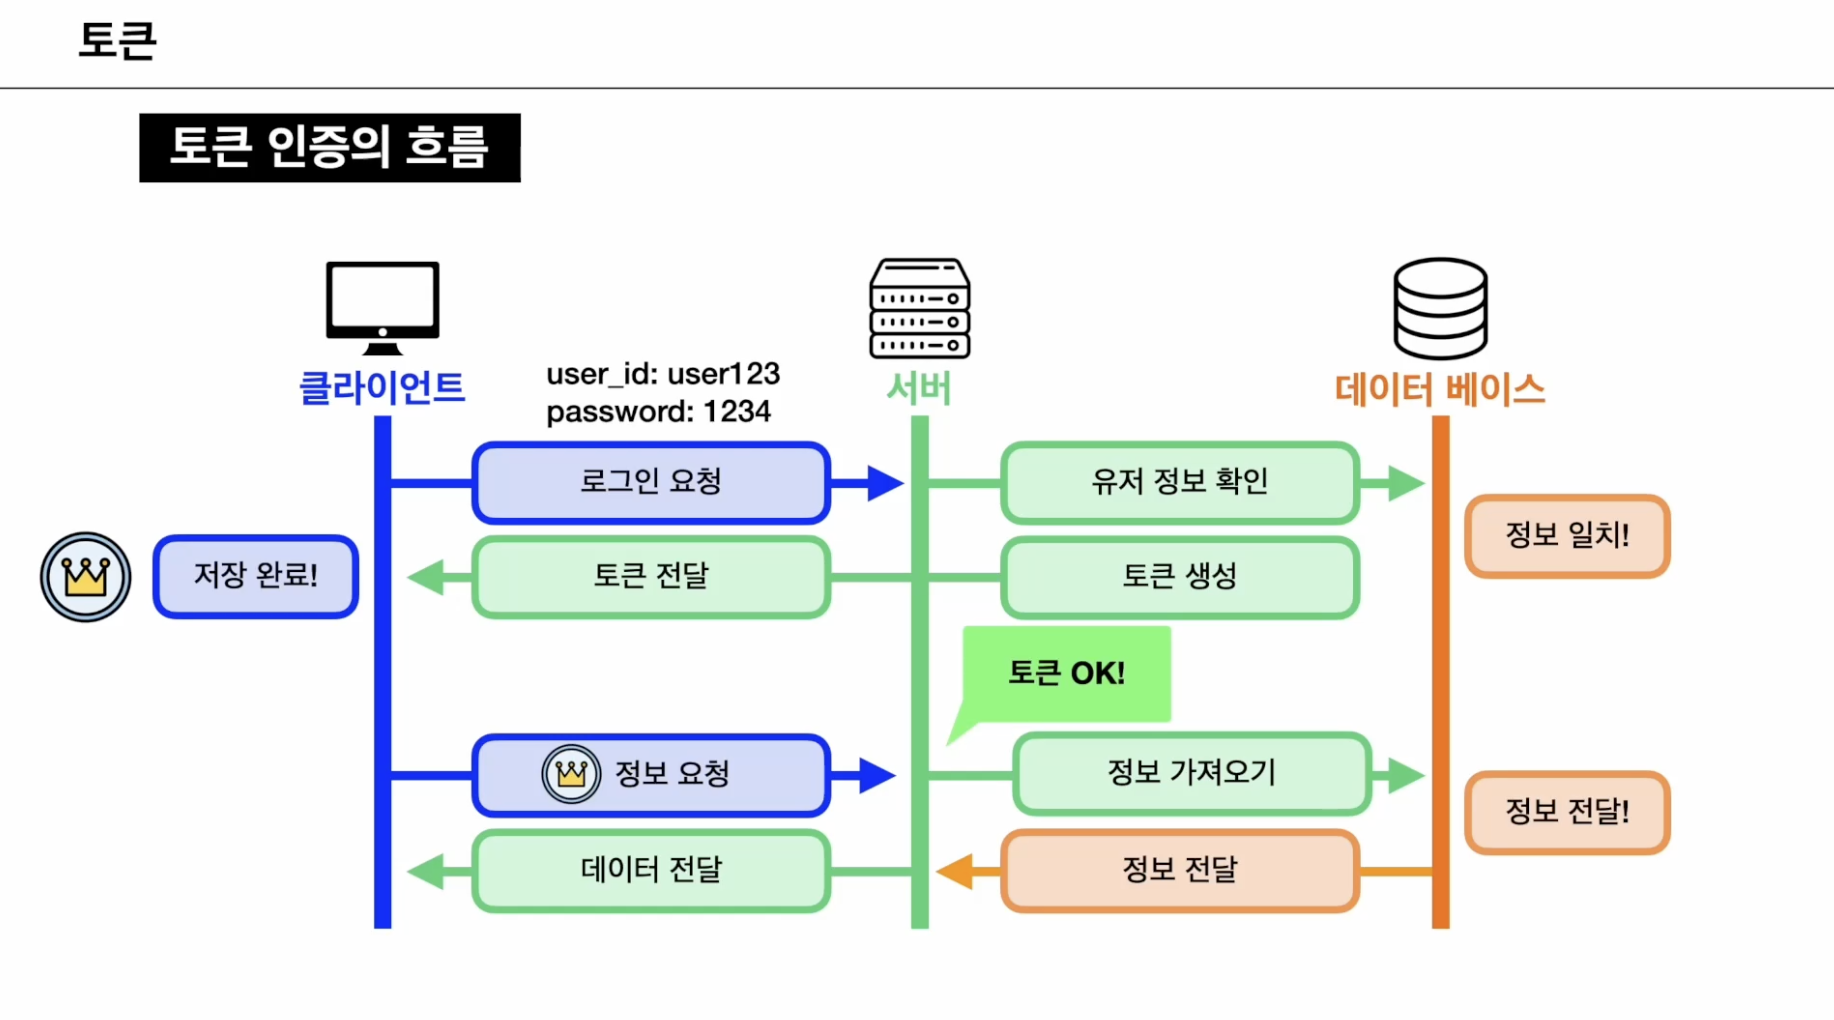 토큰
토큰 인증의 흐름
클라이언트
user_id: user123
password: 1234
서버
데이터 베이스
로그인 요청
유저 정보 확인
정보 일치!
저장 완료!
토큰 전달
토큰 생성
토큰 OK!
정보 요청
정보 가져오기
정보 전달!
데이터 전달
정보 전달